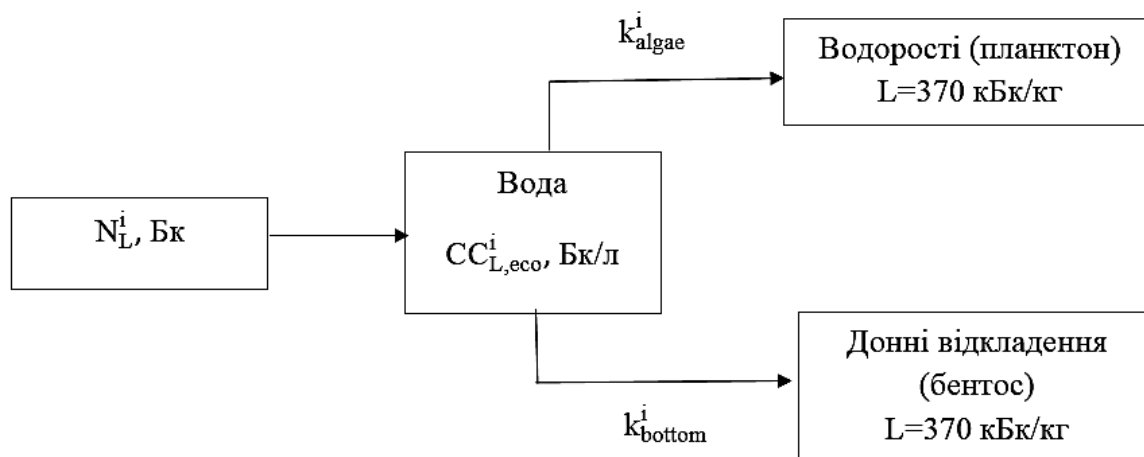 k^i_algae
Водорості (планктон)
L=370 кБк/кг
Вода
N^i_L, Бк
CC^i_L,eco, Бк/л
Донні відкладення
(бентос)
L=370 кБк/кг
k^i_bottom